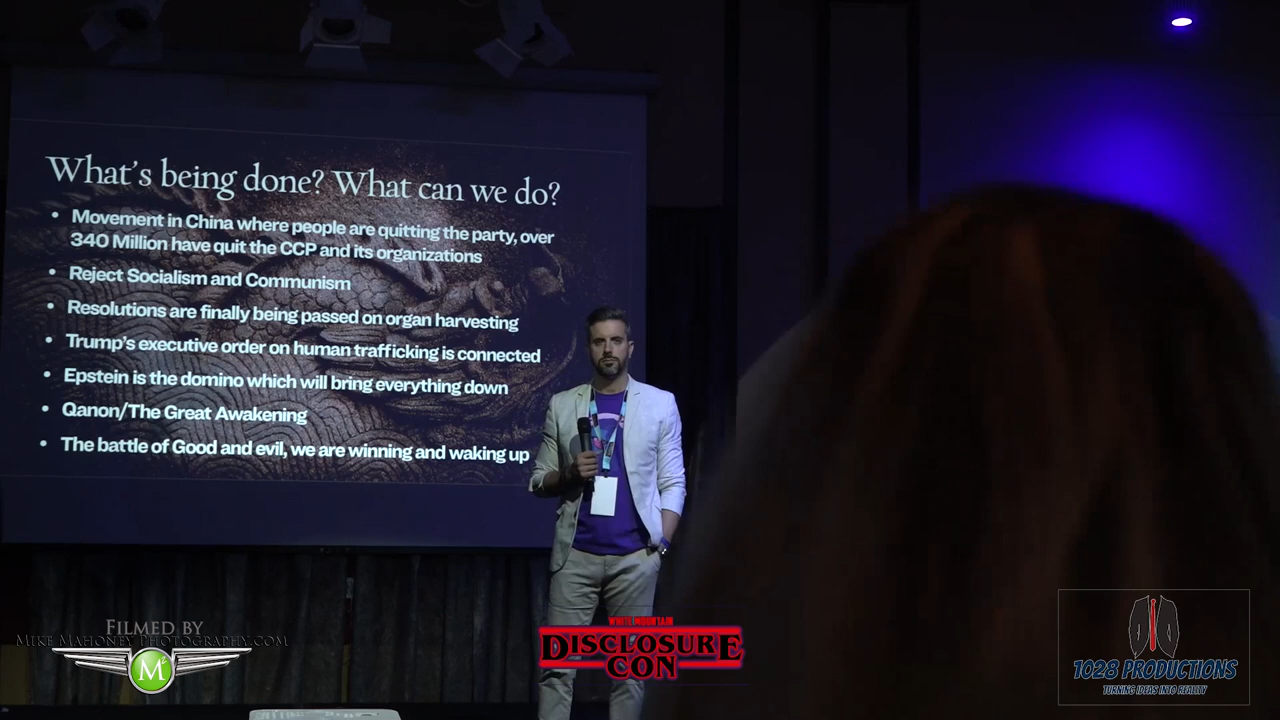 What's being done? What can we do?
• Movement in China where people are quitting the party, over
340 Million have quit the CCP and its organizations
• Reject Socialism and Communism
• Resolutions are finally being passed on organ harvesting
• Trump's executive order on human trafficking is connected
• Epstein is the domino which will bring everything down
• Qanon/The Great Awakening
• The battle of Good and evil, we are winning and waking up
Filmed by
Mike Mahoney Photography.com
M
WHITE MOUNTAIN
DISCLOSURE
CON
1028 PRODUCTIONS
TURNING IDEAS INTO REALITY